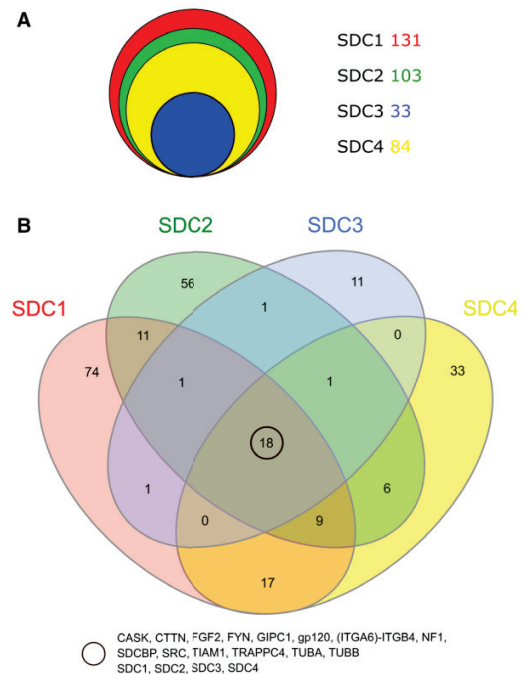 A
SDC1 131
SDC2 103
SDC3 33
SDC4 84
B
SDC2 SDC3
SDC1 SDC4
56 1 11
11 0
74 1 1 33
18
1 6
0 9
17
CASK, CTTN, FGF2, FYN, GIPC1, gp120, (ITGA6)-ITGB4, NF1,
SDCBP, SRC, TIAM1, TRAPPC4, TUBA, TUBB
SDC1, SDC2, SDC3, SDC4